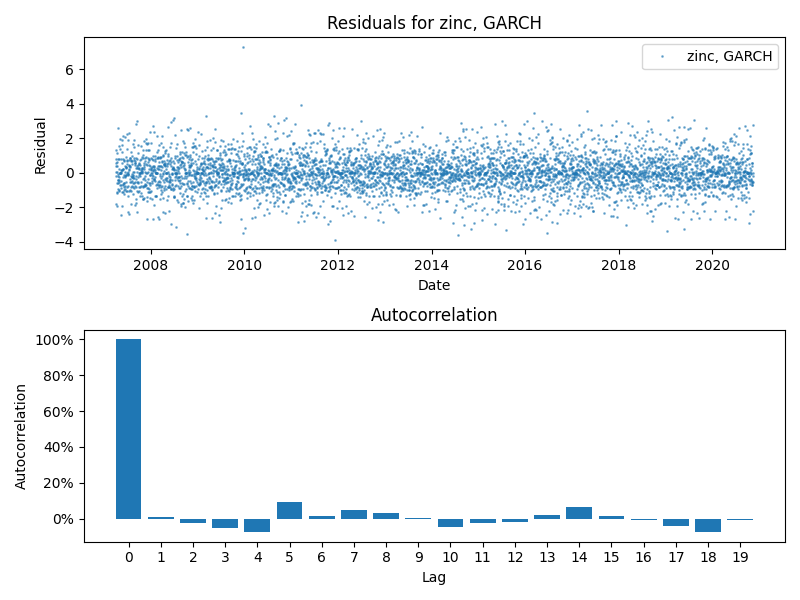 Residuals for zinc, GARCH
zinc, GARCH
Residual
6
4
2
0
−2
−4
2008 2010 2012 2014 2016 2018 2020
Date
Autocorrelation
Autocorrelation
100%
80%
60%
40%
20%
0%
0 1 2 3 4 5 6 7 8 9 10 11 12 13 14 15 16 17 18 19
Lag